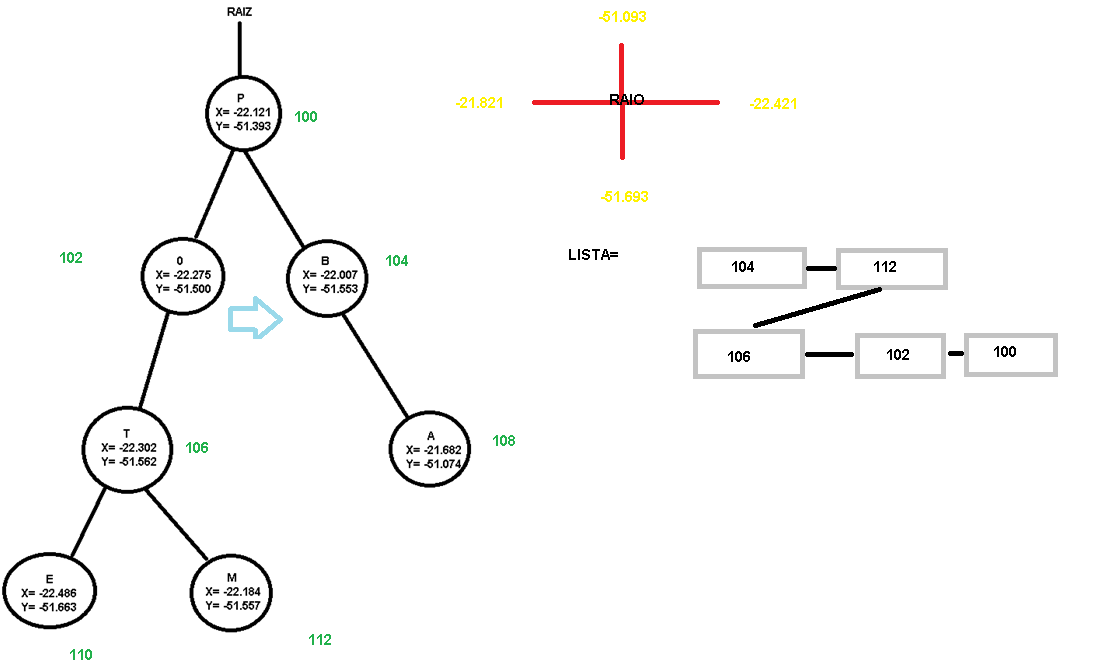 RAIZ
P
X= -22.121
Y= -51.393
100
-51.093
-21.821
RAIO
-22.421
-51.693
102
0
X= -22.275
Y= -51.500
B
X= -22.007
Y= -51.553
104
LISTA=
104
112
106
102
100
T
X= -22.302
Y= -51.562
106
A
X= -21.682
Y= -51.074
108
E
X= -22.486
Y= -51.663
110
M
X= -22.184
Y= -51.557
112